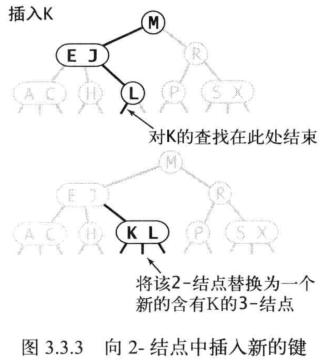 插入K
M
E J
R
A C
H
L
P
S X
对K的查找在此处结束
M
E J
R
A C
H
K L
P
S X
将该2-结点替换为一个
新的含有K的3-结点
图 3.3.3 向 2- 结点中插入新的键